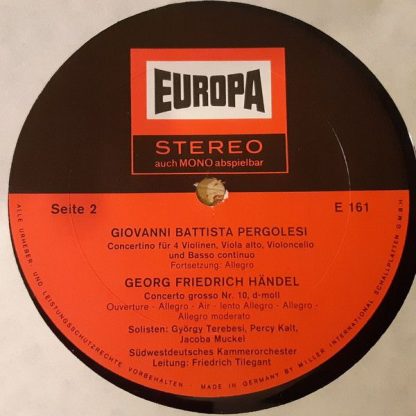 EUROPA
STEREO
auch MONO abspielbar
Seite 2
E 161
GIOVANNI BATTISTA PERGOLESI
Concertino für 4 Violinen, Viola alto, Violoncello
und Basso continuo
Fortsetzung: Allegro
GEORG FRIEDRICH HÄNDEL
Concerto grosso Nr. 10, d-moll
Ouverture - Allegro - Air - lento Allegro - Allegro -
Allegro moderato
Solisten: György Terebesi, Percy Kalt,
Jacoba Muckel
Südwestdeutsches Kammerorchester
Leitung: Friedrich Tilegant
ALLE URHEBER- UND LEISTUNGSSCHUTZRECHTE VORBEHALTEN
MADE IN GERMANY BY MILLER INTERNATIONAL SCHALLPLATTEN G.M.B.H.